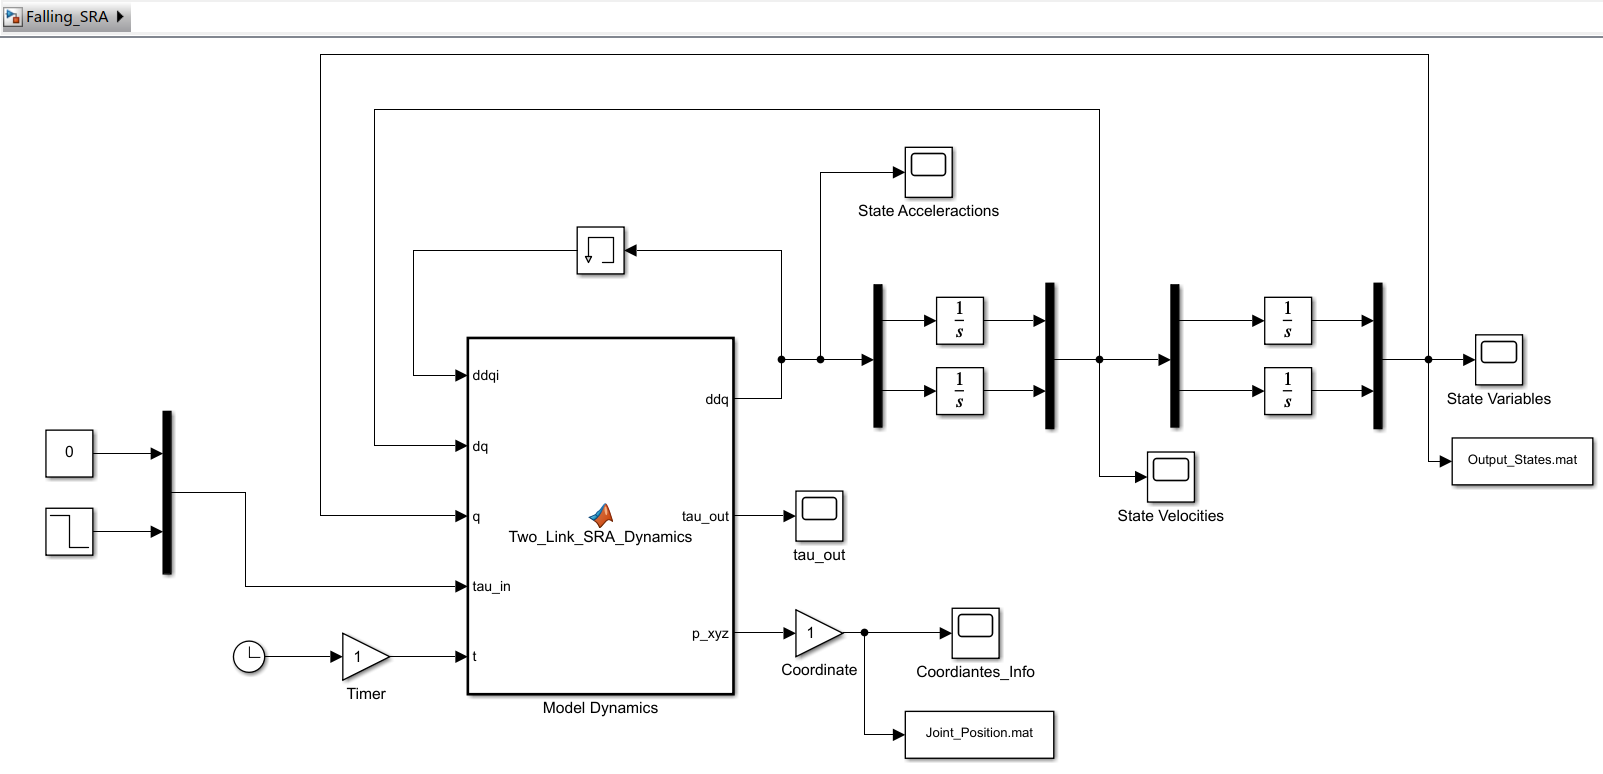 Falling_SRA
State Acceleractions
1
s
1
s
1
s
1
s
State Variables
Output_States.mat
State Velocities
ddqi
ddq
dq
0
q
tau_out
Two_Link_SRA_Dynamics
tau_out
tau_in
p_xyz
1
Coordinate
Coordiantes_Info
1
t
Timer
Model Dynamics
Joint_Position.mat